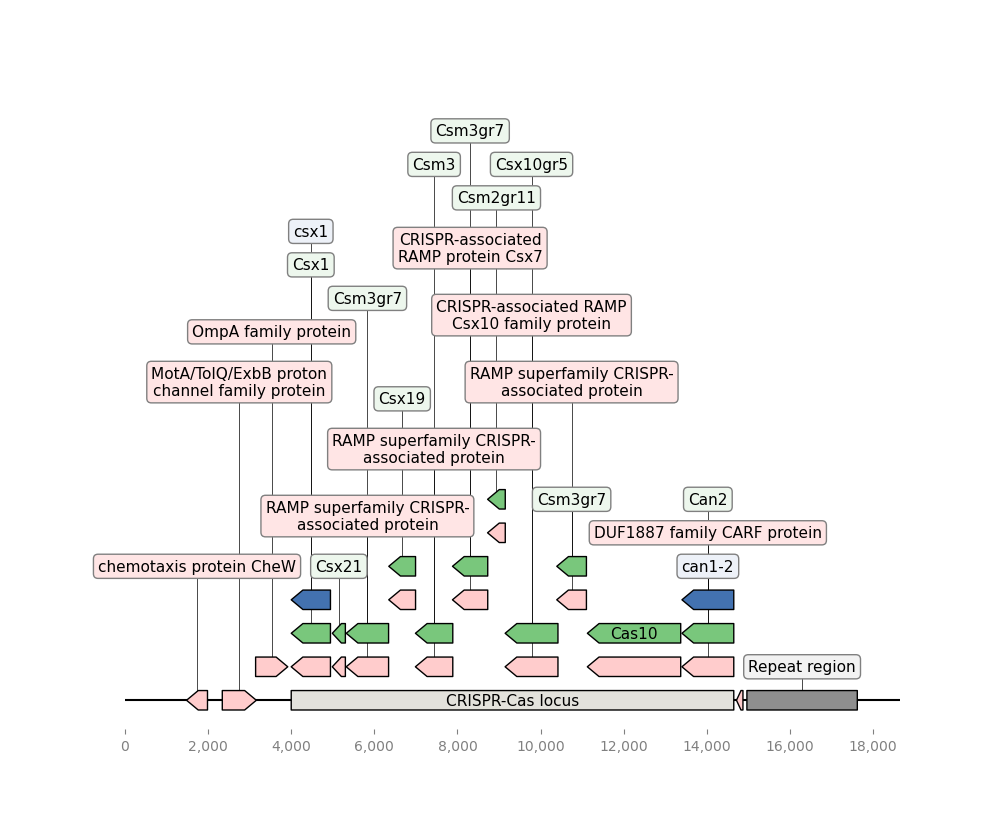 Csm3gr7
Csm3
Csx10gr5
Csm2gr11
csx1
CRISPR-associated
RAMP protein Csx7
Csx1
Csm3gr7
CRISPR-associated RAMP
Csx10 family protein
OmpA family protein
MotA/TolQ/ExbB proton
channel family protein
RAMP superfamily CRISPR-
associated protein
Csx19
RAMP superfamily CRISPR-
associated protein
Csm3gr7
Can2
RAMP superfamily CRISPR-
associated protein
DUF1887 family CARF protein
chemotaxis protein CheW
Csx21
can1-2
Cas10
Repeat region
CRISPR-Cas locus
0 2,000 4,000 6,000 8,000 10,000 12,000 14,000 16,000 18,000